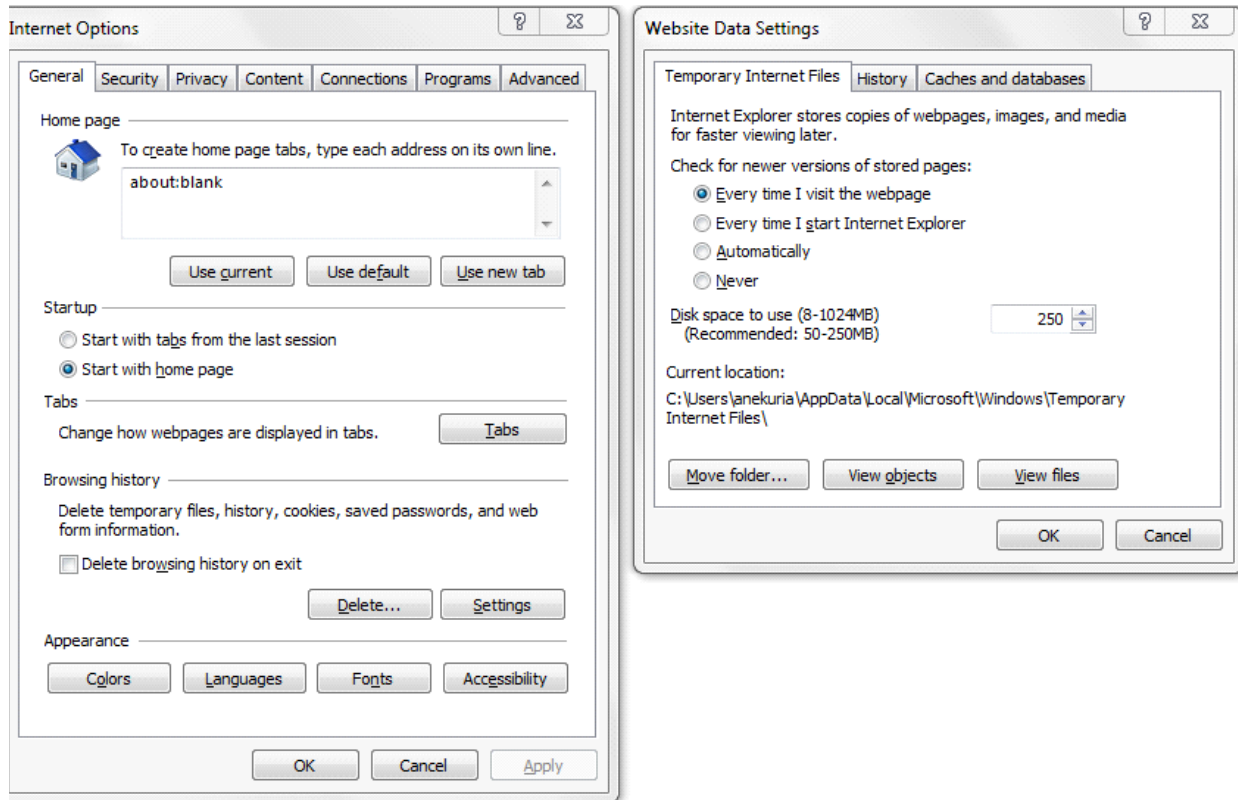 Internet Options
General Security Privacy Content Connections Programs Advanced
Home page
To create home page tabs, type each address on its own line.
about:blank
Use current Use default Use new tab
Startup
Start with tabs from the last session
Start with home page
Tabs
Change how webpages are displayed in tabs.
Tabs
Browsing history
Delete temporary files, history, cookies, saved passwords, and web
form information.
Delete browsing history on exit
Delete... Settings
Appearance
Colors Languages Fonts Accessibility
OK Cancel Apply
Website Data Settings
Temporary Internet Files History Caches and databases
Internet Explorer stores copies of webpages, images, and media
for faster viewing later.
Check for newer versions of stored pages:
Every time I visit the webpage
Every time I start Internet Explorer
Automatically
Never
Disk space to use (8-1024MB) 250
(Recommended: 50-250MB)
Current location:
C:\Users\anekuria\AppData\Local\Microsoft\Windows\Temporary
Internet Files\
Move folder... View objects View files
OK Cancel